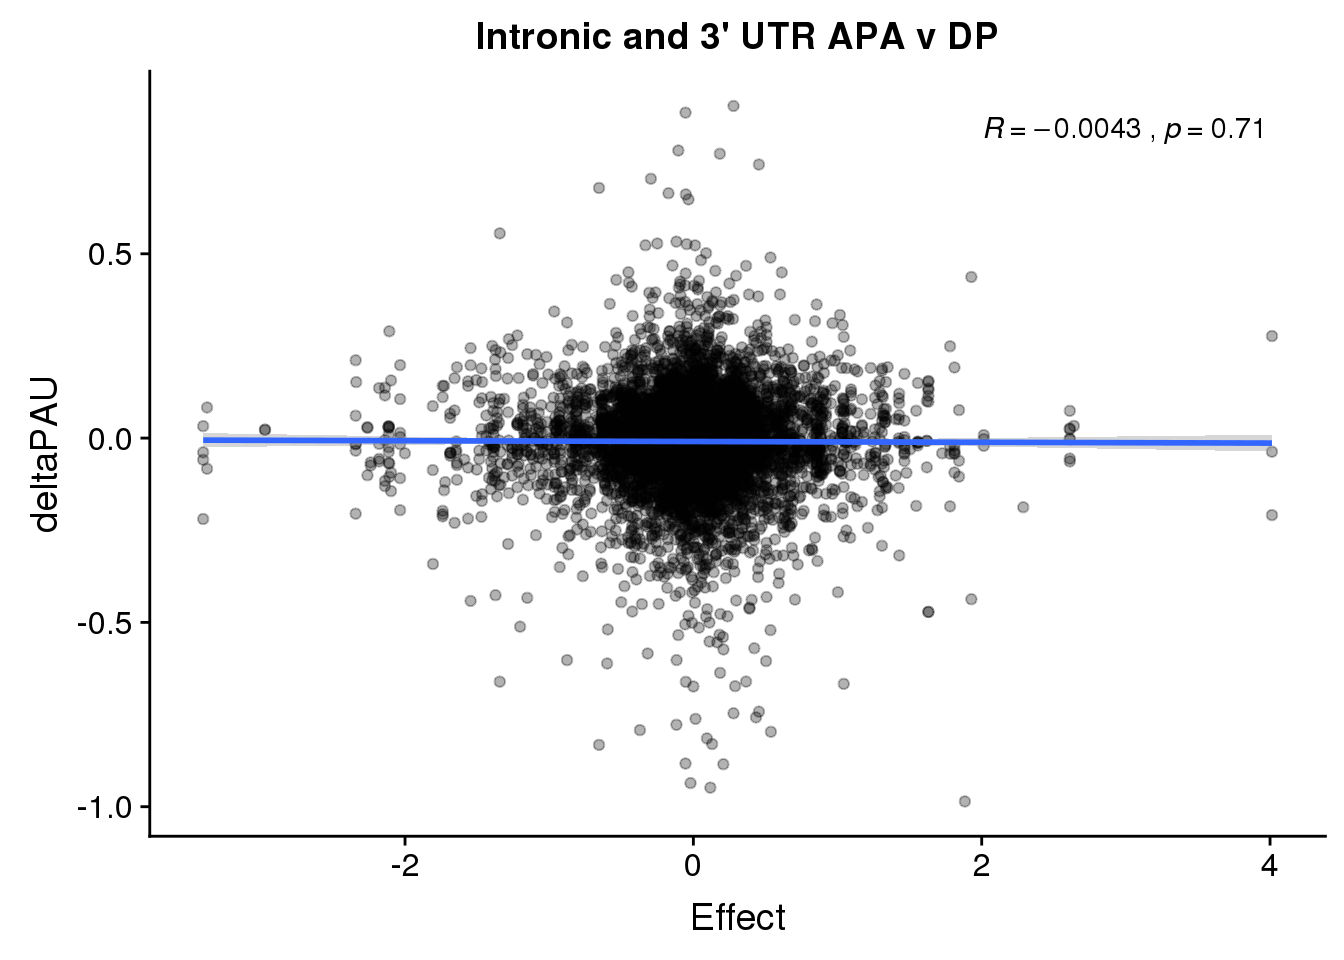 Intronic and 3' UTR APA v DP
R = −0.0043 , p = 0.71
deltaPAU
0.5
0.0
-0.5
-1.0
-2
0
2
4
Effect